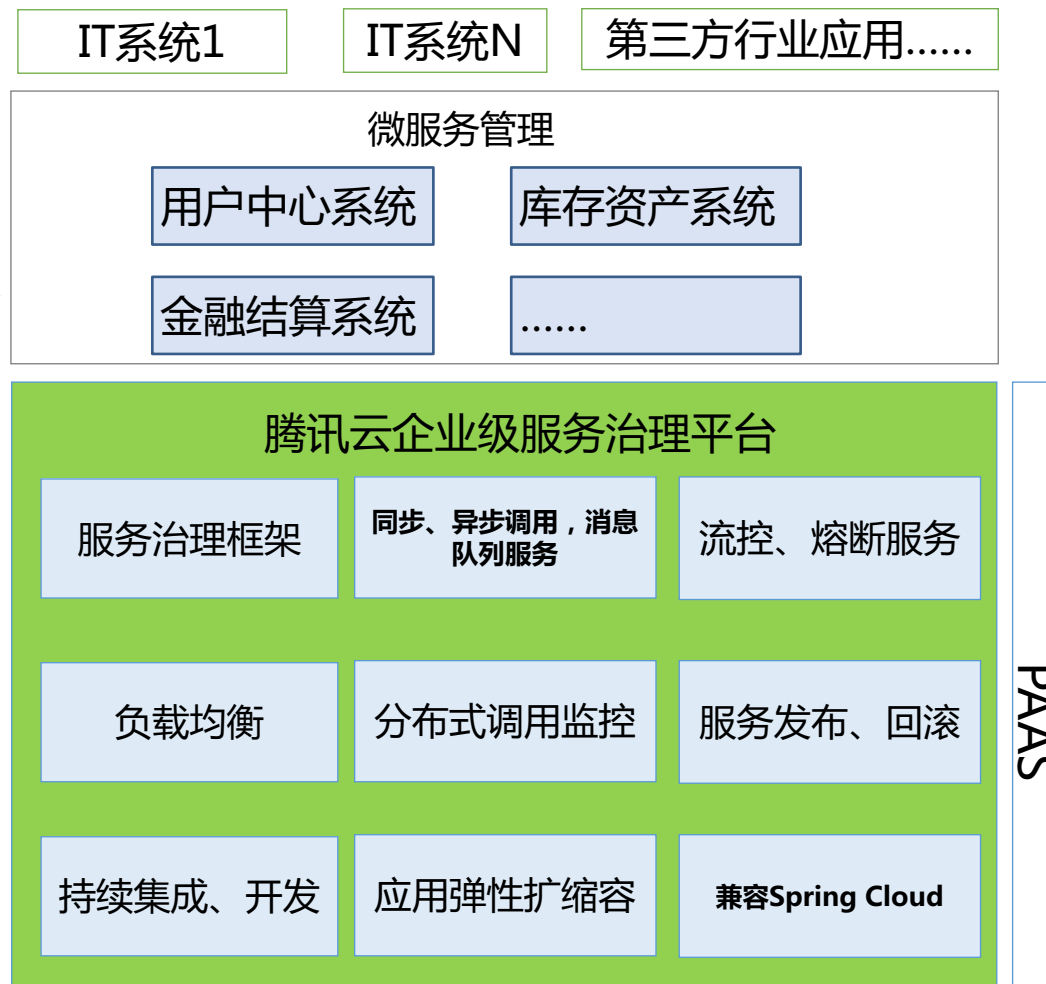 IT系统1
IT系统N
第三方行业应用......
微服务管理
用户中心系统
库存资产系统
金融结算系统
......
腾讯云企业级服务治理平台
服务治理框架
同步、异步调用，消息
队列服务
流控、熔断服务
负载均衡
分布式调用监控
服务发布、回滚
持续集成、开发
应用弹性扩缩容
兼容Spring Cloud
PAAS